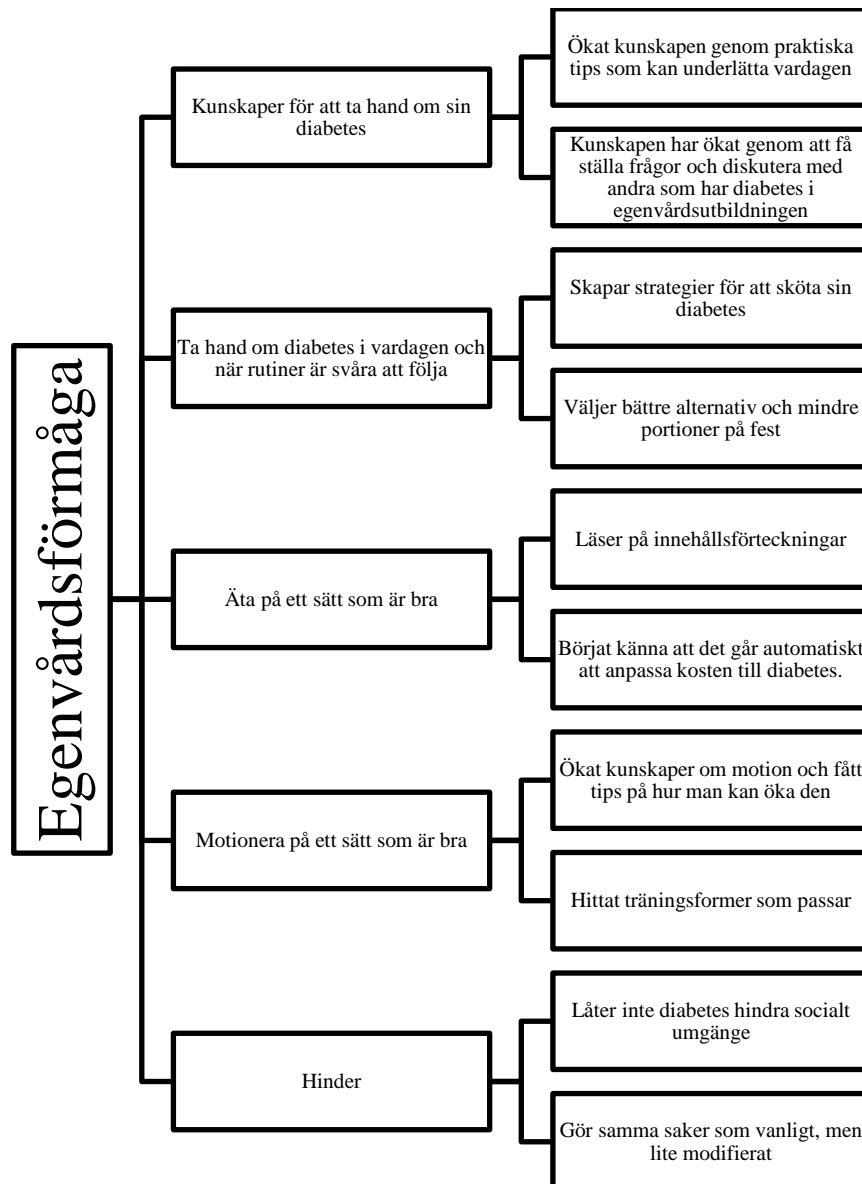 Egenvårdsförmåga
Kunskaper för att ta hand om sin
diabetes
Ökat kunskapen genom praktiska
tips som kan underlätta vardagen
Kunskapen har ökat genom att få
ställa frågor och diskutera med
andra som har diabetes i
egenvårdsutbildningen
Ta hand om diabetes i vardagen och
när rutiner är svåra att följa
Skapar strategier för att sköta sin
diabetes
Väljer bättre alternativ och mindre
portioner på fest
Äta på ett sätt som är bra
Läser på innehållsförteckningar
Börjat känna att det går automatiskt
att anpassa kosten till diabetes.
Motionera på ett sätt som är bra
Ökat kunskaper om motion och fått
tips på hur man kan öka den
Hittat träningsformer som passar
Hinder
Låter inte diabetes hindra socialt
umgänge
Gör samma saker som vanligt, men
lite modifierat